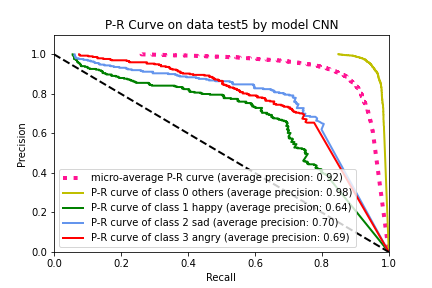 P-R Curve on data test5 by model CNN
1.0
0.8
0.6
0.4
0.2
0.0
Precision
micro-average P-R curve (average precision: 0.92)
P-R curve of class 0 others (average precision: 0.98)
P-R curve of class 1 happy (average precision: 0.64)
P-R curve of class 2 sad (average precision: 0.70)
P-R curve of class 3 angry (average precision: 0.69)
0.0 0.2 0.4 0.6 0.8 1.0
Recall